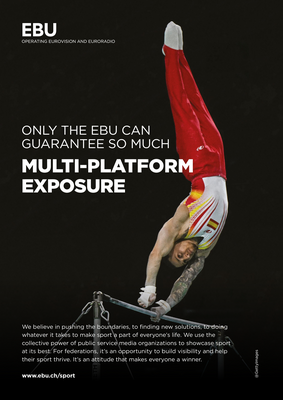 EBU
OPERATING EUROVISION AND EURORADIO
ONLY THE EBU CAN
GUARANTEE SO MUCH
MULTI-PLATFORM
EXPOSURE
We believe in pushing the boundaries, to finding new solutions, to doing
whatever it takes to make sport a part of everyone's life. We use the
collective power of public service media organizations to showcase sport
at its best. For federations, it's an opportunity to build visibility and help
their sport thrive. It's an attitude that makes everyone a winner.
www.ebu.ch/sport
©GettyImages